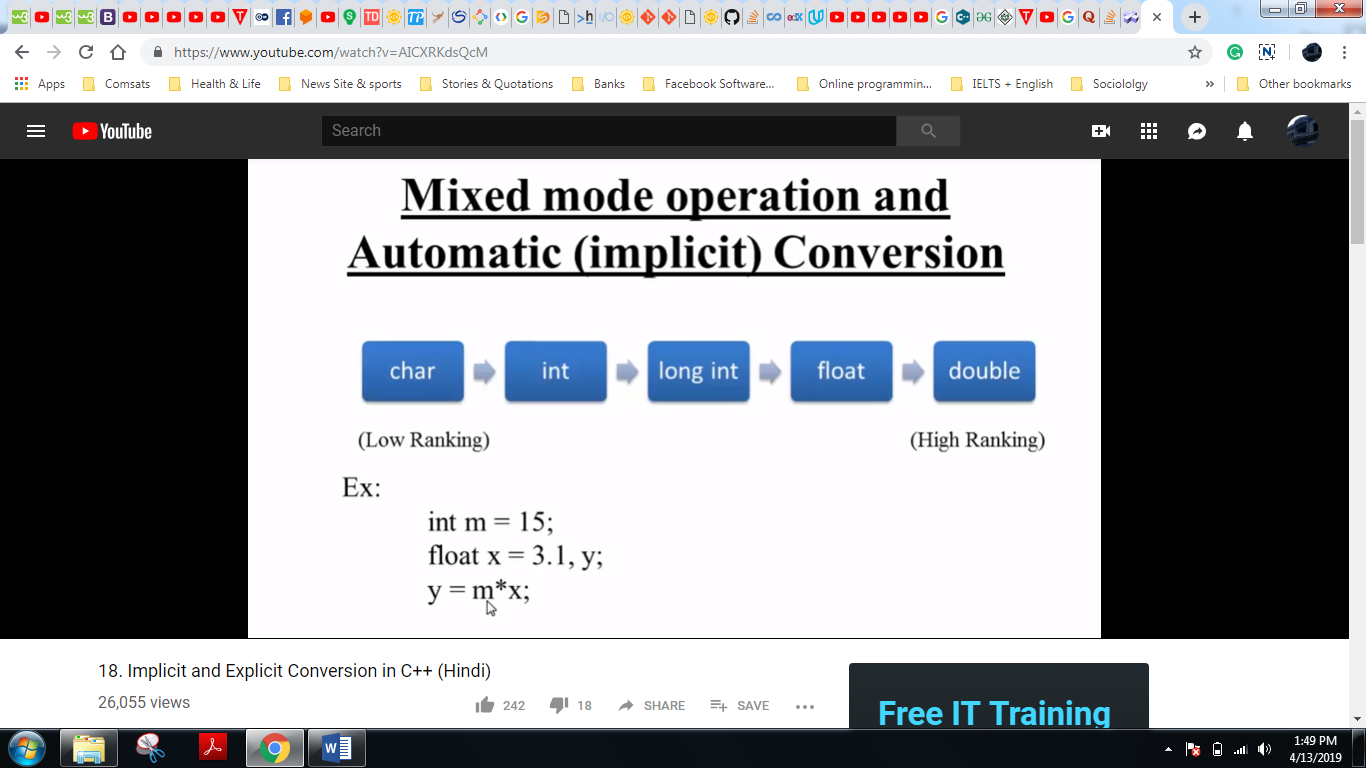 https://www.youtube.com/watch?v=AICXRKdsQcM
Apps Comsats Health & Life News Site & sports Stories & Quotations Banks Facebook Software... Online programmin... IELTS + English Sociololgy » Other bookmarks
YouTube Search
Mixed mode operation and
Automatic (implicit) Conversion
char int long int float double
(Low Ranking) (High Ranking)
Ex:
int m = 15;
float x = 3.1, y;
y = m*x;
18. Implicit and Explicit Conversion in C++ (Hindi)
26,055 views 242 18 SHARE SAVE
Free IT Training
1:49 PM
4/13/2019